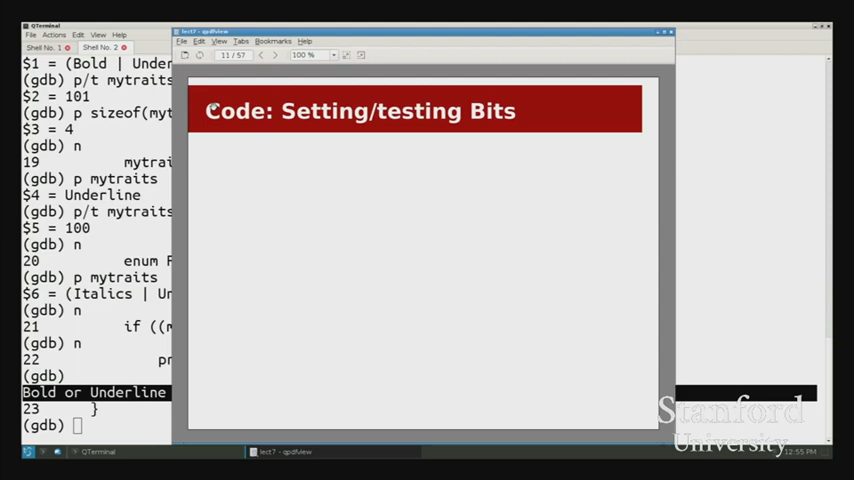 QTerminal
File Actions Edit View Help
Shell No. 1 Shell No. 2
$1 = (Bold | Under
(gdb) p/t mytraits
$2 = 101
(gdb) p sizeof(myt
$3 = 4
(gdb) n
19 mytrai
(gdb) p mytraits
$4 = Underline
(gdb) p/t mytraits
$5 = 100
(gdb) n
20 enum F
(gdb) p mytraits
$6 = (Italics | Un
(gdb) n
21 if ((m
(gdb) n
22 pr
(gdb)
Bold or Underline
23 }
(gdb)
lect7 - qpdfview
File Edit View Tabs Bookmarks Help
11 / 57 100 %
Code: Setting/testing Bits
Stanford
University
QTerminal lect7 - qpdfview 12:55 PM